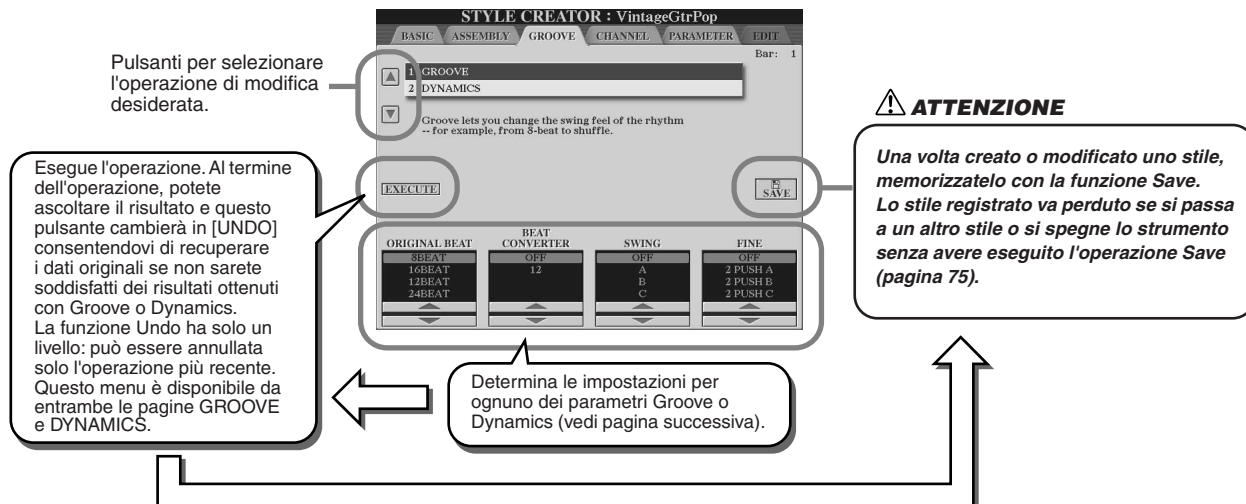 STYLE CREATOR : VintageGtrPop
BASIC ASSEMBLY GROOVE CHANNEL PARAMETER EDIT
Bar: 1
1 GROOVE
2 DYNAMICS
Groove lets you change the swing feel of the rhythm
-- for example, from 8-beat to shuffle.
EXECUTE
SAVE
ORIGINAL BEAT
8BEAT
16BEAT
12BEAT
24BEAT
BEAT
CONVERTER
OFF
12
SWING
OFF
A
B
C
FINE
OFF
2 PUSH A
2 PUSH B
2 PUSH C
Pulsanti per selezionare
l'operazione di modifica
desiderata.
Esegue l'operazione. Al termine
dell'operazione, potete
ascoltare il risultato e questo
pulsante cambierà in [UNDO]
consentendovi di recuperare
i dati originali se non sarete
soddisfatti dei risultati ottenuti
con Groove o Dynamics.
La funzione Undo ha solo un
livello: può essere annullata
solo l'operazione più recente.
Questo menu è disponibile da
entrambe le pagine GROOVE
e DYNAMICS.
Determina le impostazioni per
ognuno dei parametri Groove o
Dynamics (vedi pagina successiva).
ATTENZIONE
Una volta creato o modificato uno stile,
memorizzatelo con la funzione Save.
Lo stile registrato va perduto se si passa
a un altro stile o si spegne lo strumento
senza avere eseguito l'operazione Save
(pagina 75).